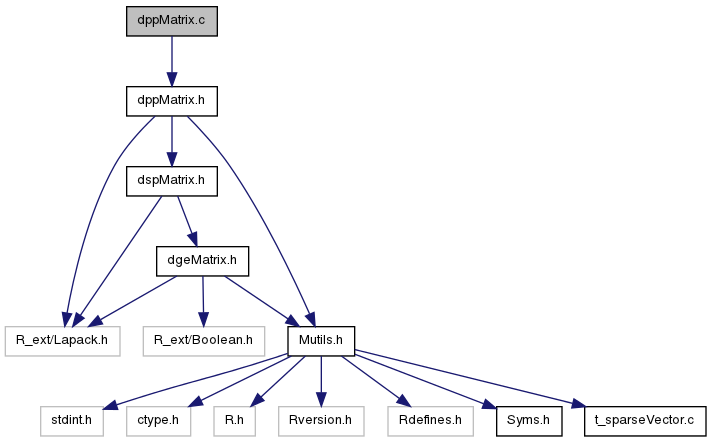 dppMatrix.c
dppMatrix.h
dspMatrix.h
dgeMatrix.h
R_ext/Lapack.h
R_ext/Boolean.h
Mutils.h
stdint.h
ctype.h
R.h
Rversion.h
Rdefines.h
Syms.h
t_sparseVector.c